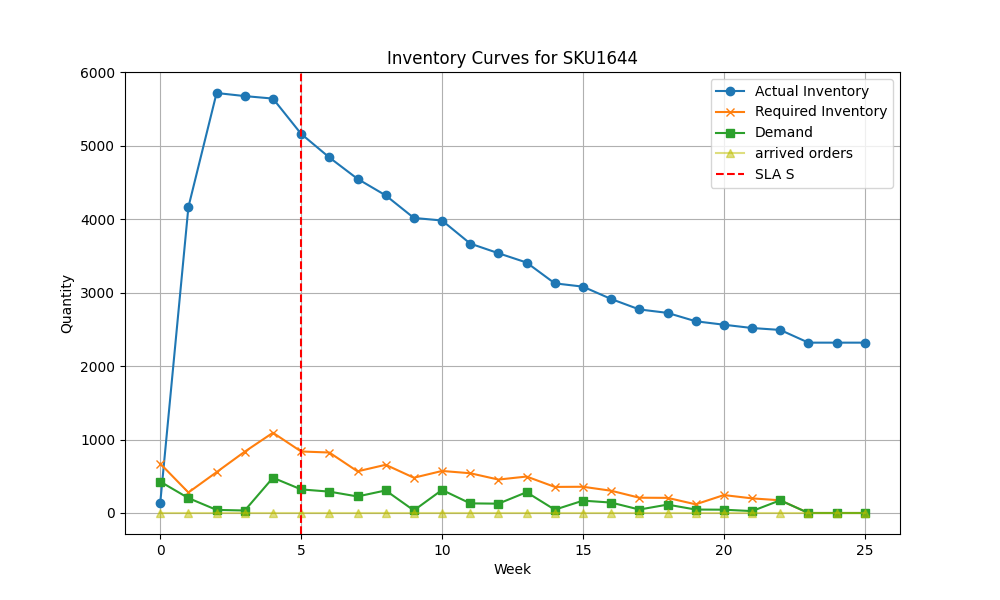 Inventory Curves for SKU1644
6000
5000
4000
3000
2000
1000
0
Quantity
Actual Inventory
Required Inventory
Demand
arrived orders
SLA S
0 5 10 15 20 25
Week